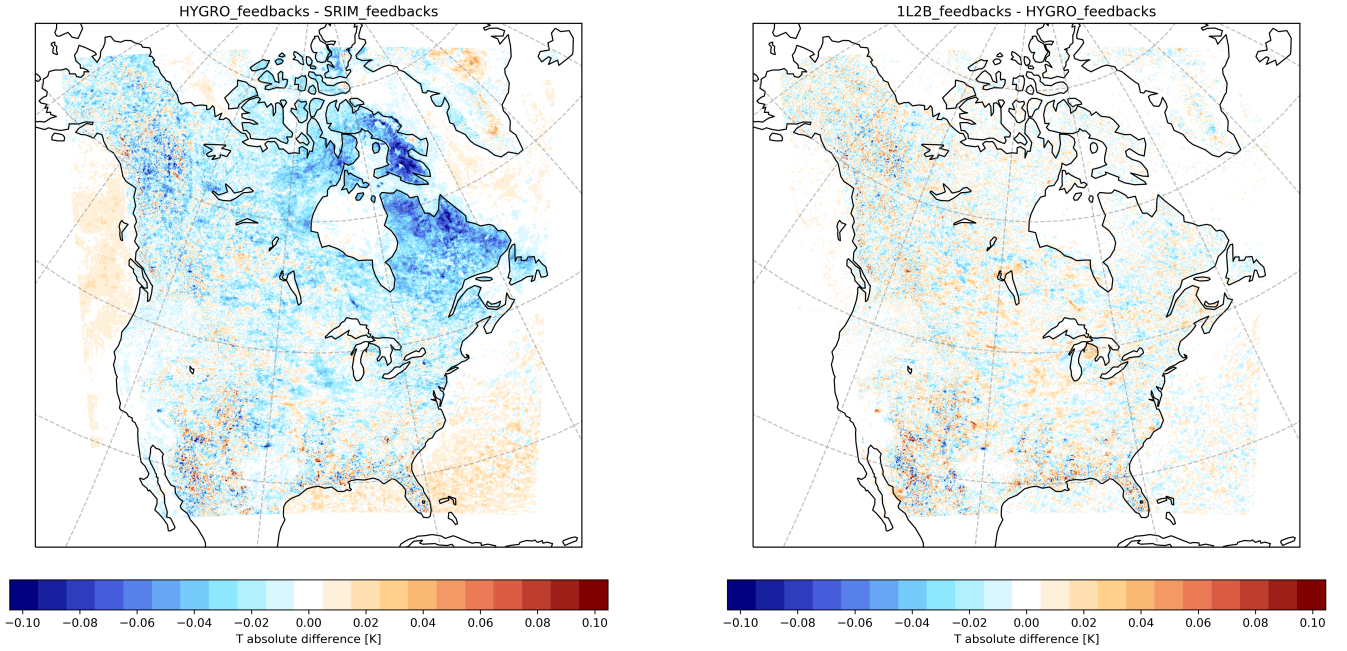 HYGRO_feedbacks - SRIM_feedbacks
−0.10 −0.08 −0.06 −0.04 −0.02 0.00 0.02 0.04 0.06 0.08 0.10
T absolute difference [K]
1L2B_feedbacks - HYGRO_feedbacks
−0.10 −0.08 −0.06 −0.04 −0.02 0.00 0.02 0.04 0.06 0.08 0.10
T absolute difference [K]